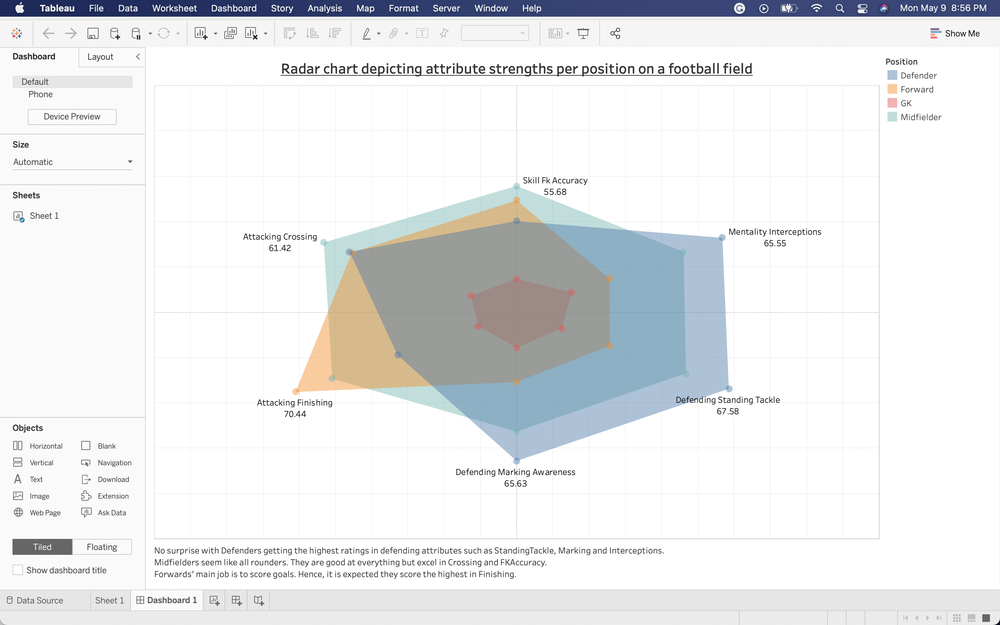 Tableau File Data Worksheet Dashboard Story Analysis Map Format Server Window Help Mon May 9 8:56 PM
Show Me
Dashboard Layout
Default
Phone
Device Preview
Size
Automatic
Sheets
Sheet 1
Objects
Horizontal Blank
Vertical Navigation
Text Download
Image Extension
Web Page Ask Data
Tiled Floating
Show dashboard title
Radar chart depicting attribute strengths per position on a football field
Position
Defender
Forward
GK
Midfielder
Skill Fk Accuracy
55.68
Mentality Interceptions
65.55
Attacking Crossing
61.42
Attacking Finishing
70.44
Defending Standing Tackle
67.58
Defending Marking Awareness
65.63
No surprise with Defenders getting the highest ratings in defending attributes such as StandingTackle, Marking and Interceptions.
Midfielders seem like all rounders. They are good at everything but excel in Crossing and FKAccuracy.
Forwards’ main job is to score goals. Hence, it is expected they score the highest in Finishing.
Data Source Sheet 1 Dashboard 1